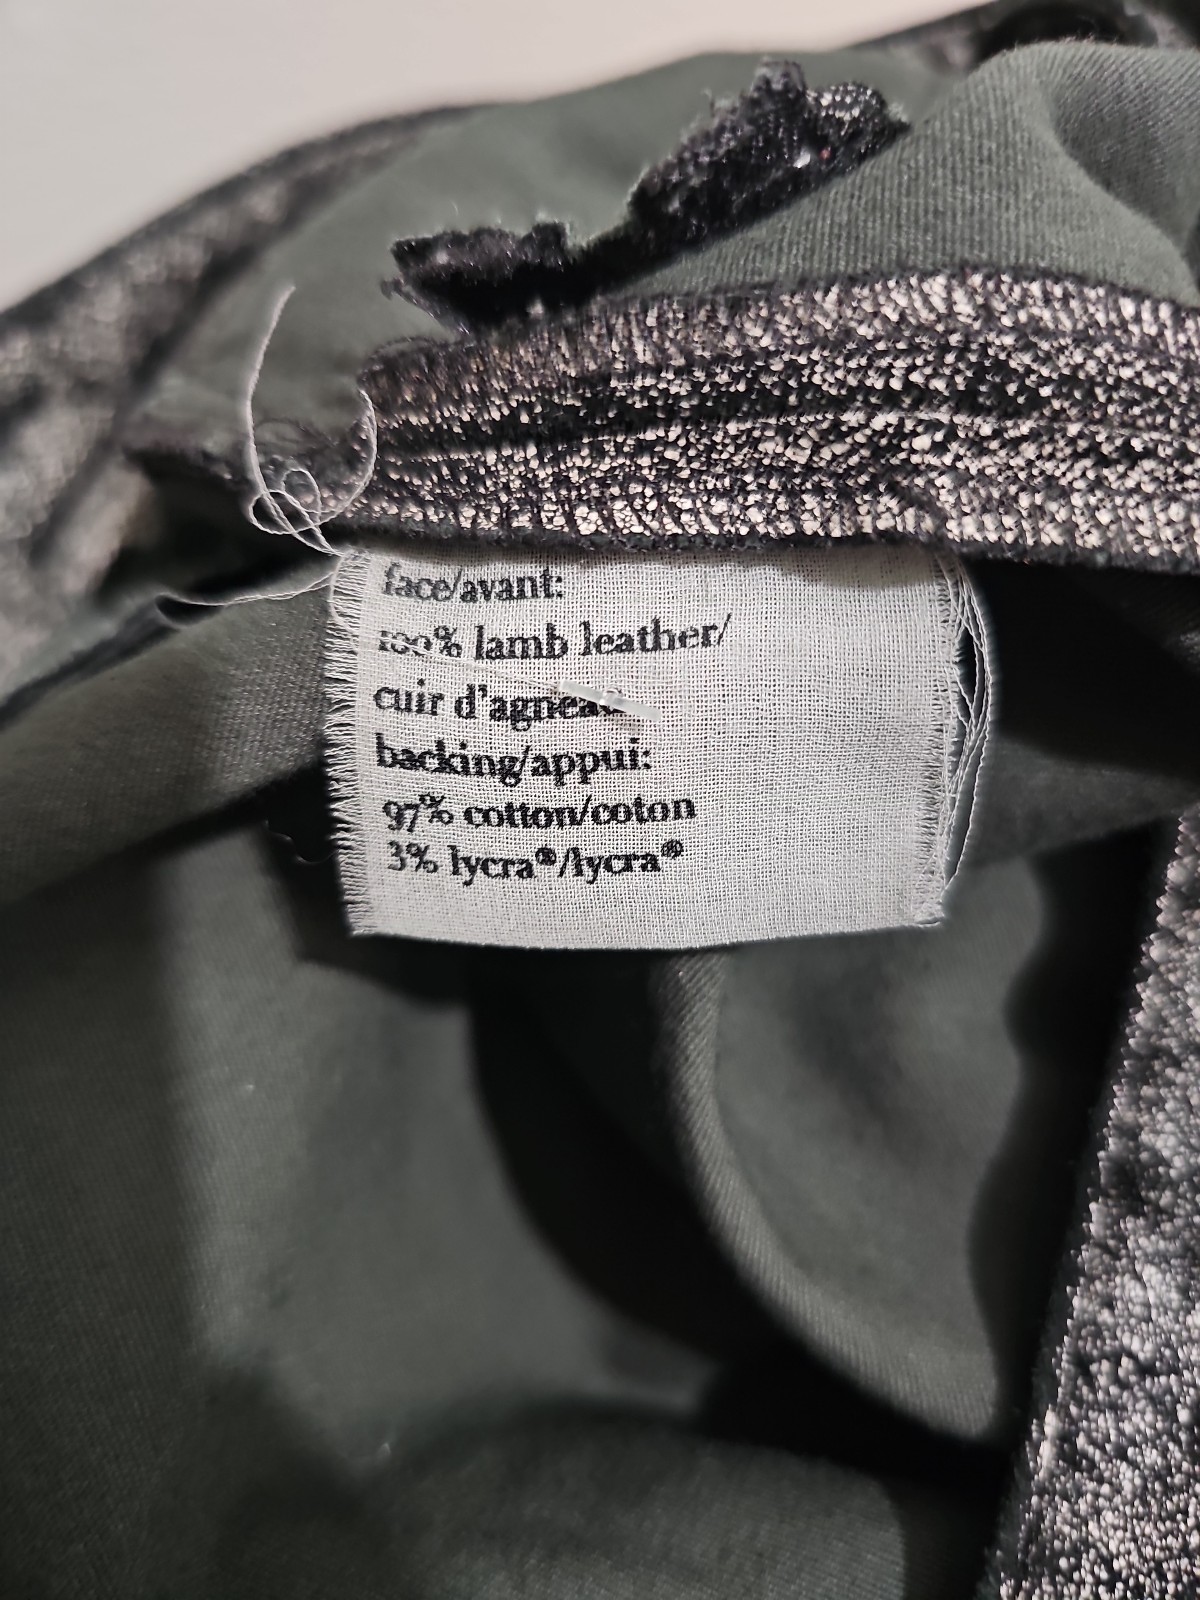 face/avant:
100% lamb leather/
cuir d'agneau
backing/appui:
97% cotton/coton
3% lycra®/lycra®